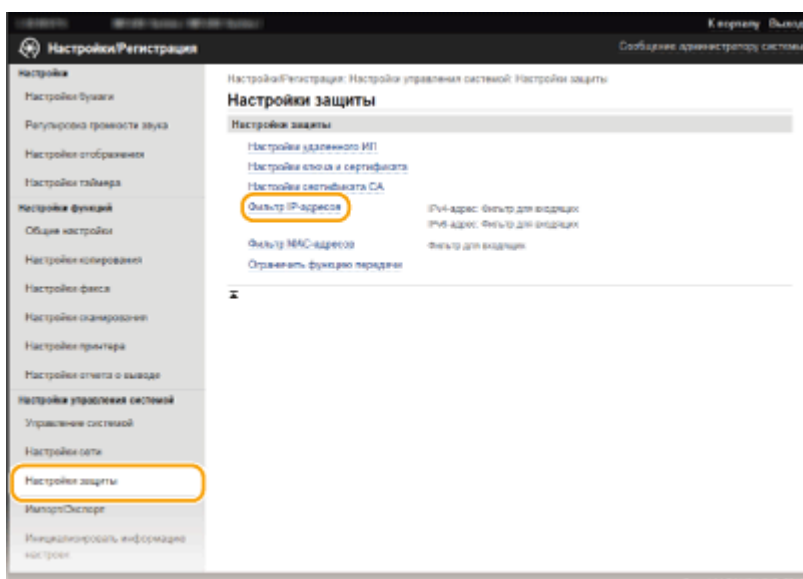 К порталу Выход
Настройки/Регистрация
Сообщение администратору системы
Настройки
Настройки бумаги
Регулировка громкости звука
Настройки отображения
Настройки таймера
Настройки функций
Общие настройки
Настройки копирования
Настройки факса
Настройки сканирования
Настройки принтера
Настройки отчета о выводе
Настройки управления системой
Управление системой
Настройки сети
Настройки защиты
Импорт/Экспорт
Инициализировать информацию
настроек
Настройки/Регистрация: Настройки управления системой: Настройки защиты
Настройки защиты
Настройки защиты
Настройки удаленного ИП
Настройки ключа и сертификата
Настройки сертификата CA
Фильтр IP-адресов
IPv4-адрес: Фильтр для входящих
IPv6-адрес: Фильтр для входящих
Фильтр MAC-адресов
Фильтр для входящих
Ограничить функцию передачи